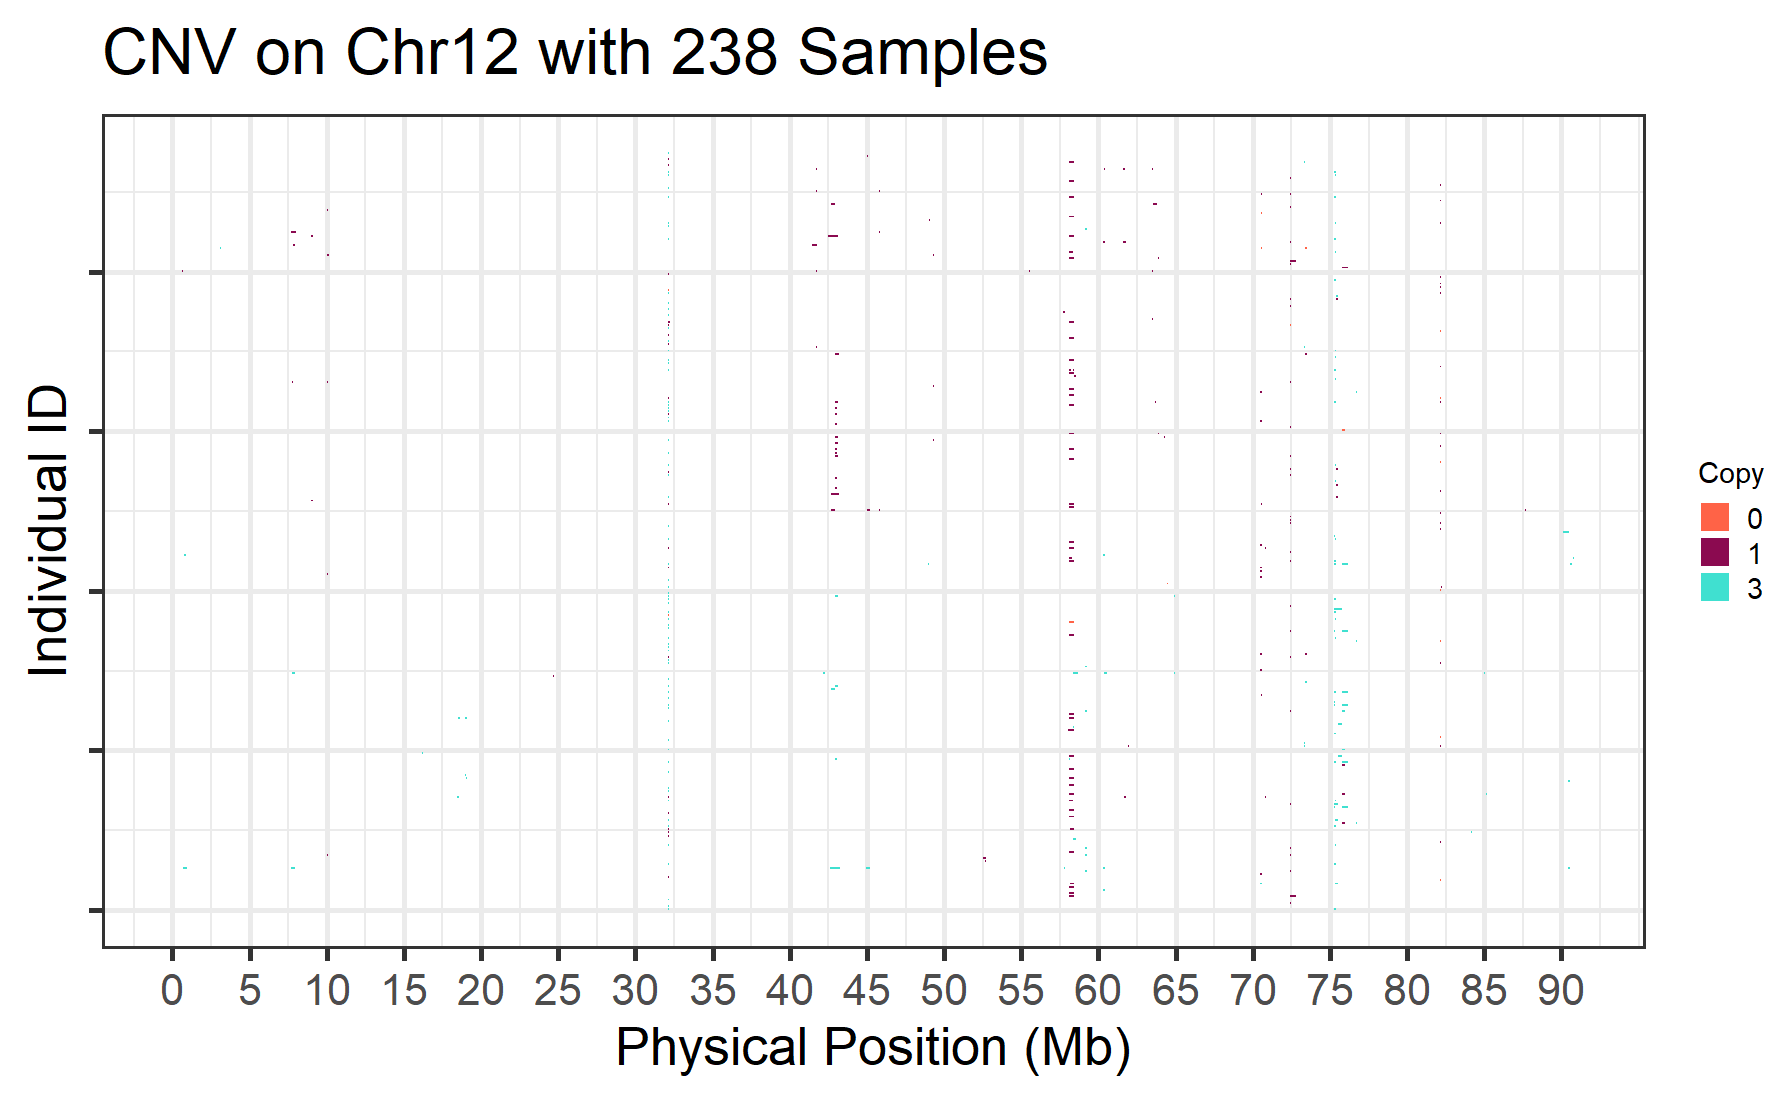 CNV on Chr12 with 238 Samples
Individual ID
Copy
0
1
3
0 5 10 15 20 25 30 35 40 45 50 55 60 65 70 75 80 85 90
Physical Position (Mb)